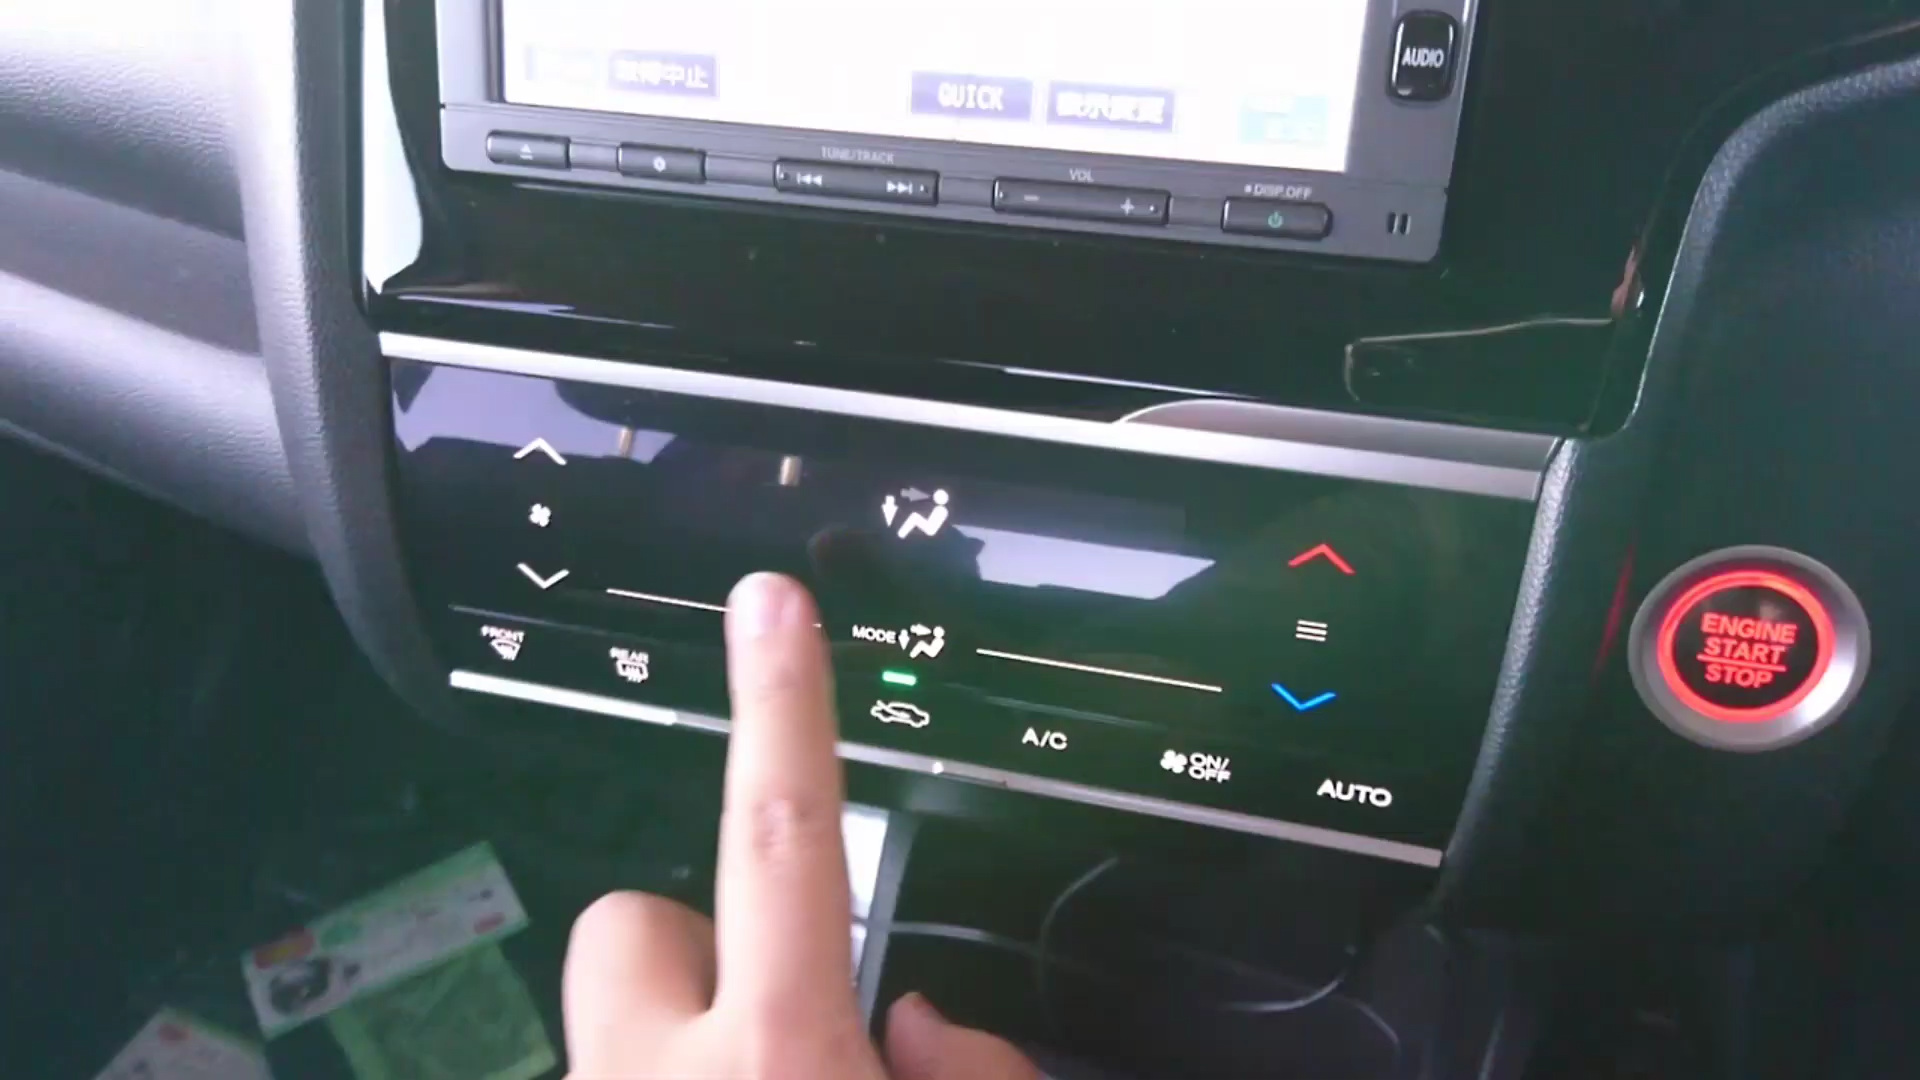 AUDIO
QUICK
TUNE/TRACK
VOL
DISP.OFF
FRONT
REAR
MODE
A/C
ON/
OFF
AUTO
ENGINE
START
STOP